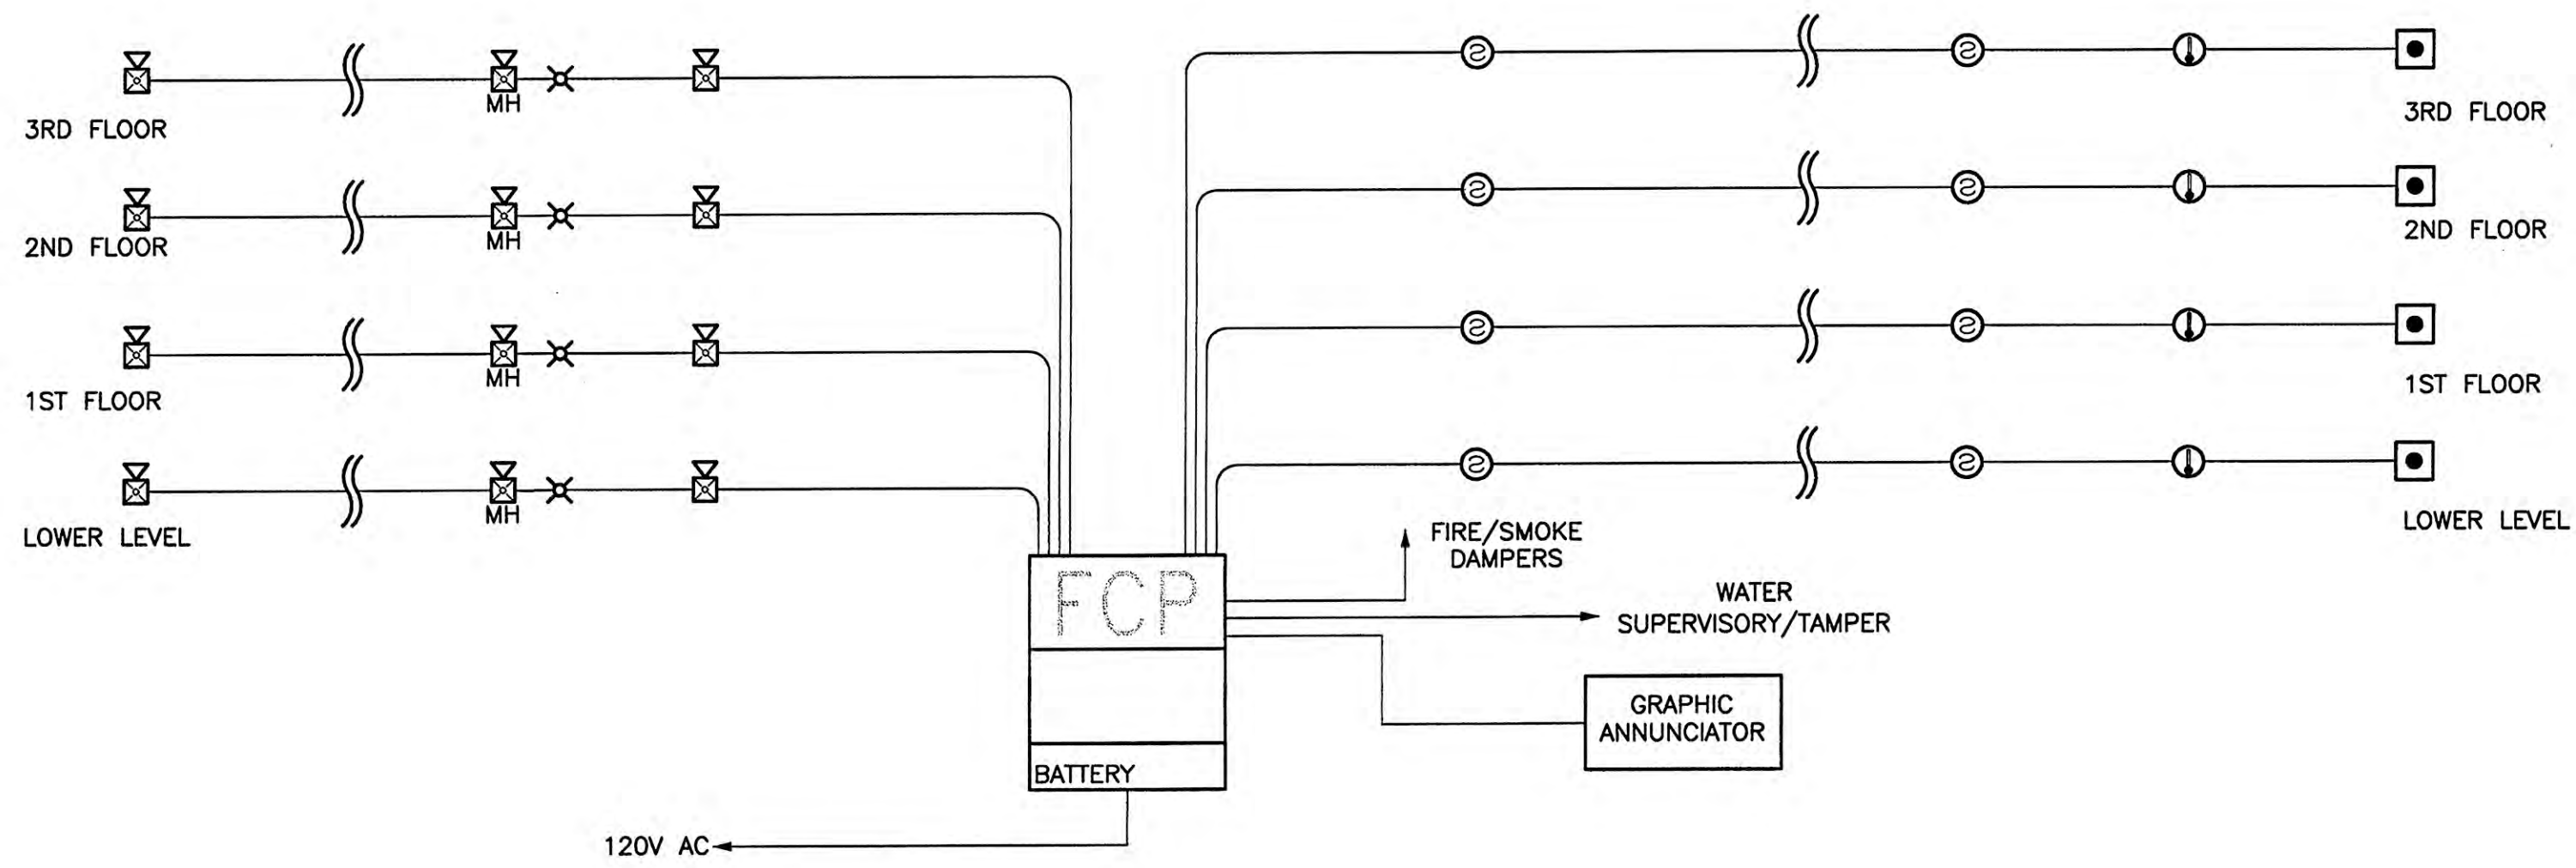 MH
3RD FLOOR
3RD FLOOR
MH
2ND FLOOR
2ND FLOOR
MH
1ST FLOOR
1ST FLOOR
MH
LOWER LEVEL
LOWER LEVEL
FIRE/SMOKE
DAMPERS
FCP
WATER
SUPERVISORY/TAMPER
GRAPHIC
ANNUNCIATOR
BATTERY
120V AC